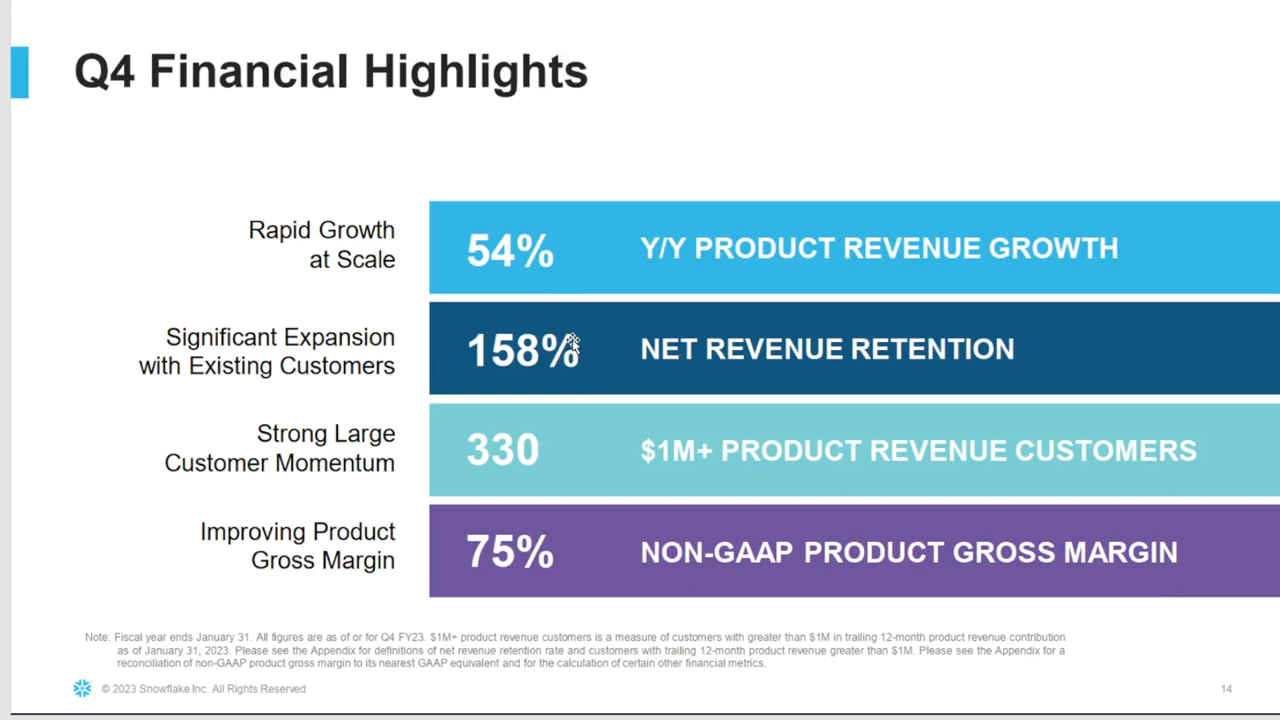 Q4 Financial Highlights
Rapid Growth
at Scale
54%
Y/Y PRODUCT REVENUE GROWTH
Significant Expansion
with Existing Customers
158%
NET REVENUE RETENTION
Strong Large
Customer Momentum
330
$1M+ PRODUCT REVENUE CUSTOMERS
Improving Product
Gross Margin
75%
NON-GAAP PRODUCT GROSS MARGIN
Note: Fiscal year ends January 31. All figures are as of or for Q4 FY23. $1M+ product revenue customers is a measure of customers with greater than $1M in trailing 12-month product revenue contribution
as of January 31, 2023. Please see the Appendix for definitions of net revenue retention rate and customers with trailing 12-month product revenue greater than $1M. Please see the Appendix for a
reconciliation of non-GAAP product gross margin to its nearest GAAP equivalent and for the calculation of certain other financial metrics.
© 2023 Snowflake Inc. All Rights Reserved
14